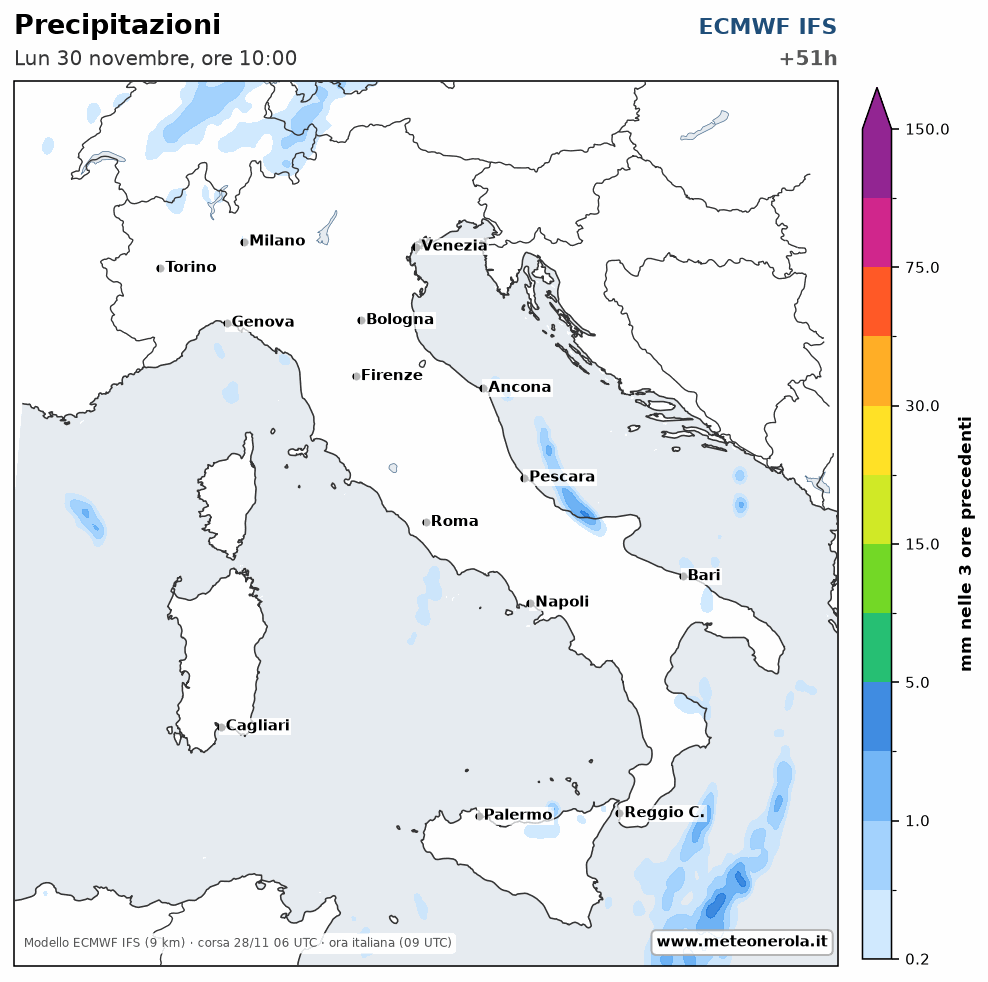 Precipitazioni
ECMWF IFS
Lun 30 novembre, ore 10:00
+51h
150.0
75.0
30.0
15.0
5.0
1.0
0.2
mm nelle 3 ore precedenti
Milano
Venezia
Torino
Genova
Bologna
Firenze
Ancona
Pescara
Roma
Bari
Napoli
Cagliari
Palermo
Reggio C.
Modello ECMWF IFS (9 km) · corsa 28/11 06 UTC · ora italiana (09 UTC)
www.meteonerola.it